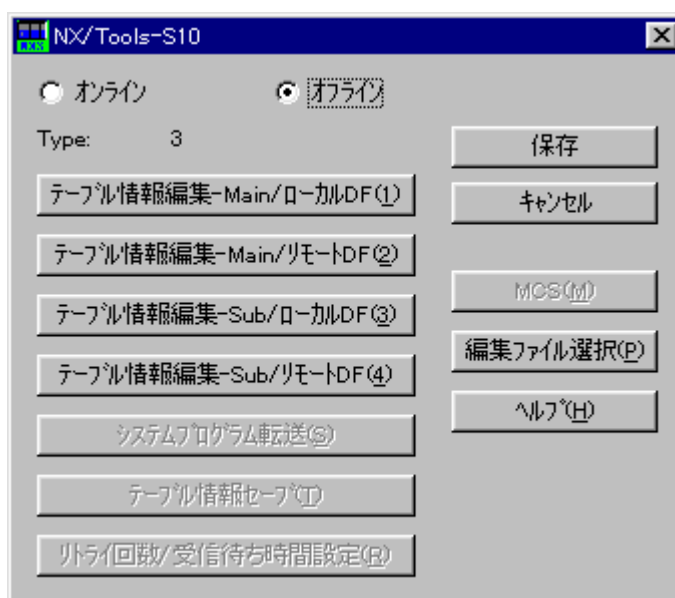 NX/Tools-S10
オンライン オフライン
Type: 3
保存
テーブル情報編集-Main/ローカルDF(1)
キャンセル
テーブル情報編集-Main/リモートDF(2)
MCS(M)
テーブル情報編集-Sub/ローカルDF(3)
編集ファイル選択(P)
テーブル情報編集-Sub/リモートDF(4)
ヘルプ(H)
システムプログラム転送(S)
テーブル情報セーブ(T)
リトライ回数/受信待ち時間設定(R)